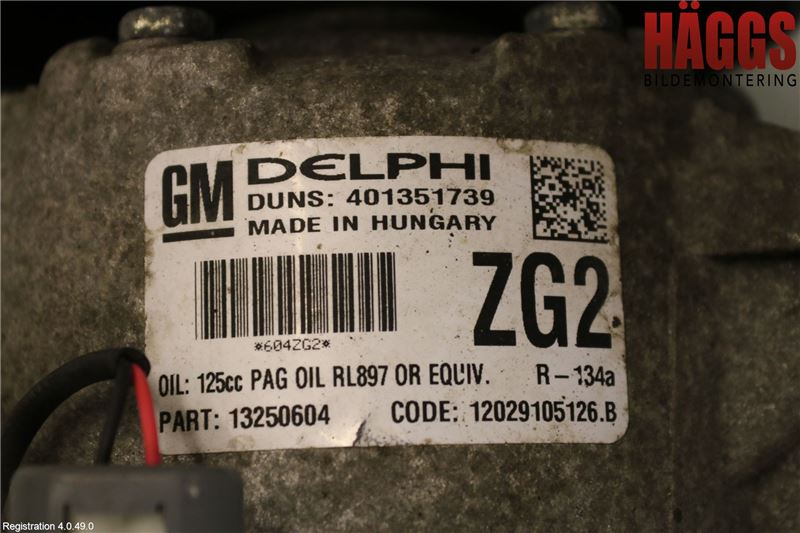 HÄGGS
BILDEMONTERING
GM DELPHI
DUNS: 401351739
MADE IN HUNGARY
ZG2
*604ZG2*
OIL: 125cc PAG OIL RL897 OR EQUIV. R-134a
PART: 13250604 CODE: 12029105126.B
Registration 4.0.49.0